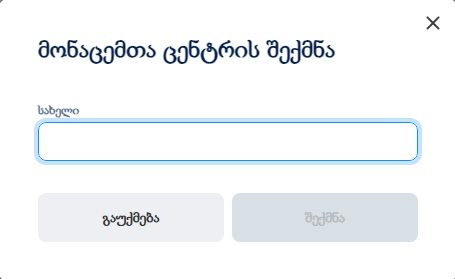 მონაცემთა ცენტრის შექმნა
სახელი
გაუქმება
შექმნა